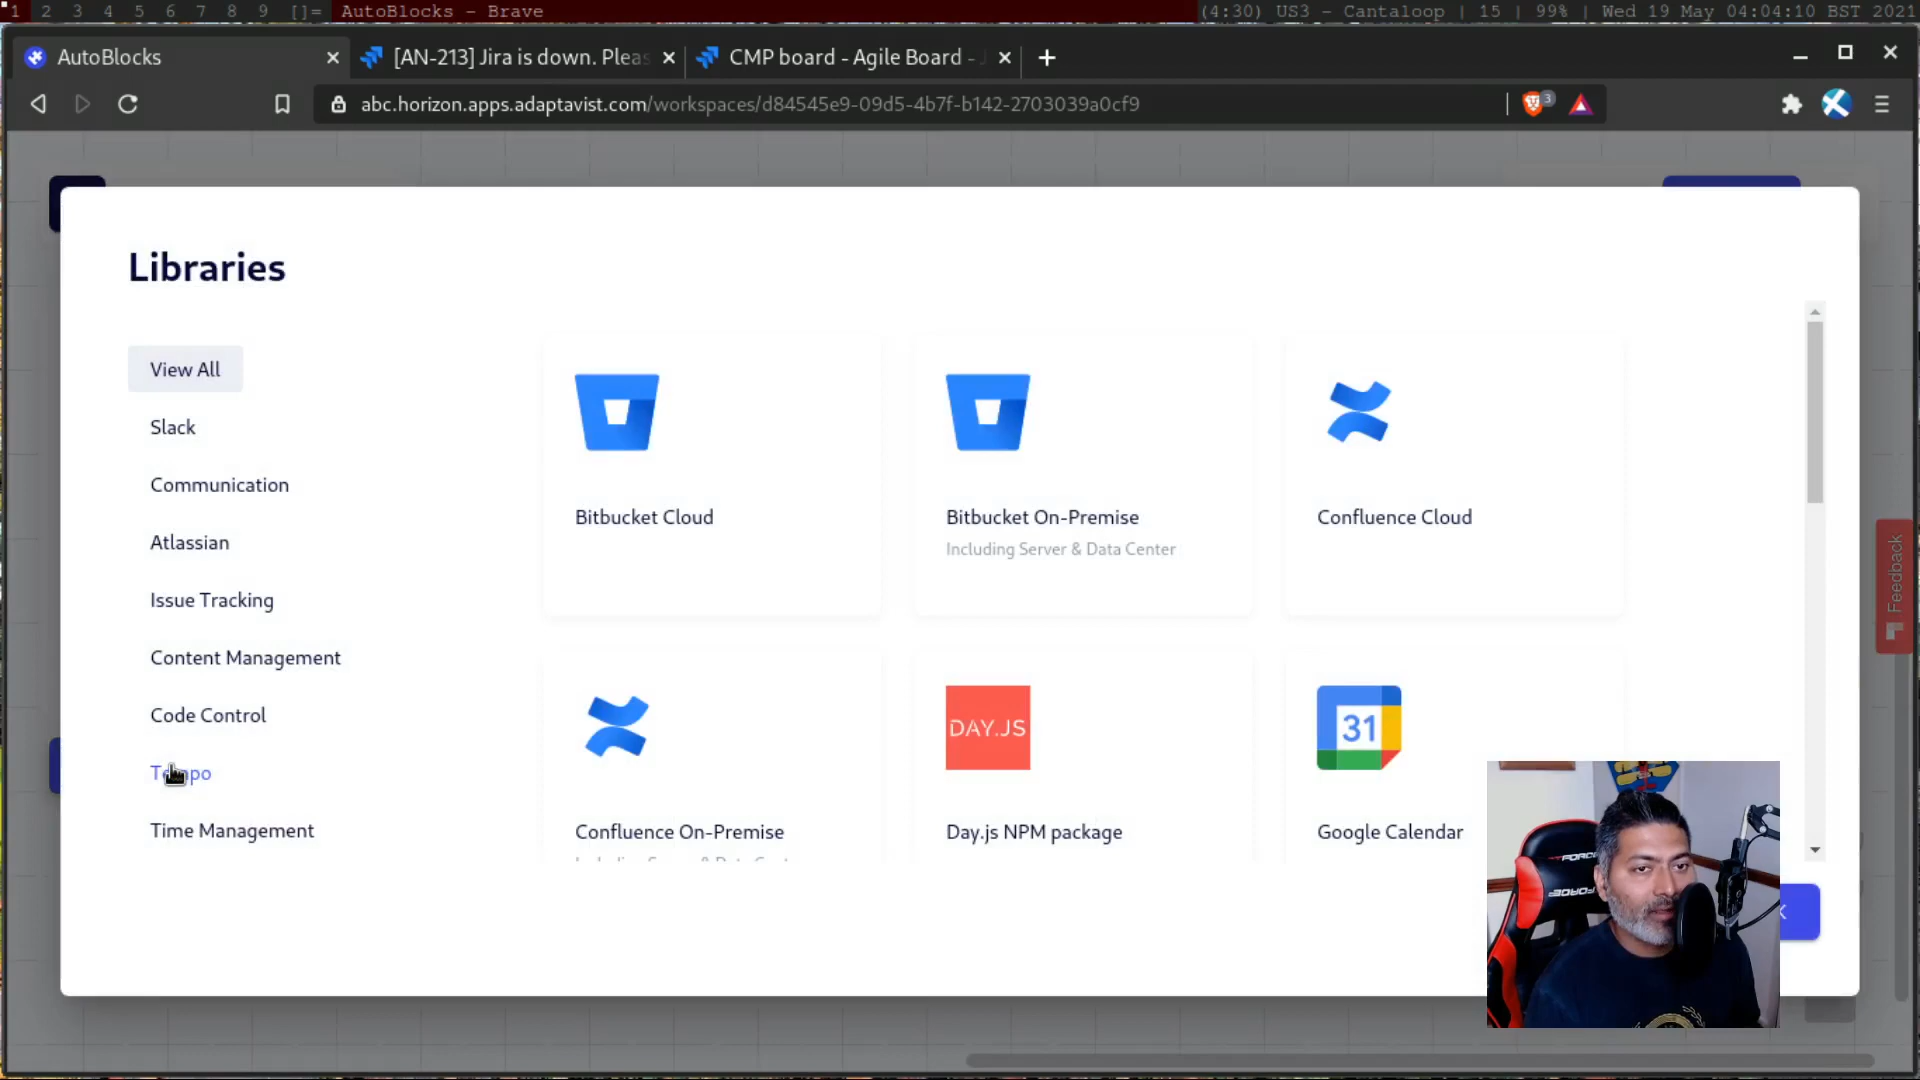 1 2 3 4 5 6 7 8 9 []= AutoBlocks - Brave (4:30) US3 - Cantaloop | 15 | 99% | Wed 19 May 04:04:10 BST 2021
AutoBlocks
[AN-213] Jira is down. Pleas
CMP board - Agile Board -
abc.horizon.apps.adaptavist.com/workspaces/d84545e9-09d5-4b7f-b142-2703039a0cf9
3
Libraries
View All
Slack
Communication
Atlassian
Issue Tracking
Content Management
Code Control
Tempo
Time Management
Bitbucket Cloud
Bitbucket On-Premise
Including Server & Data Center
Confluence Cloud
Confluence On-Premise
DAY.JS
Day.js NPM package
31
Google Calendar
Feedback